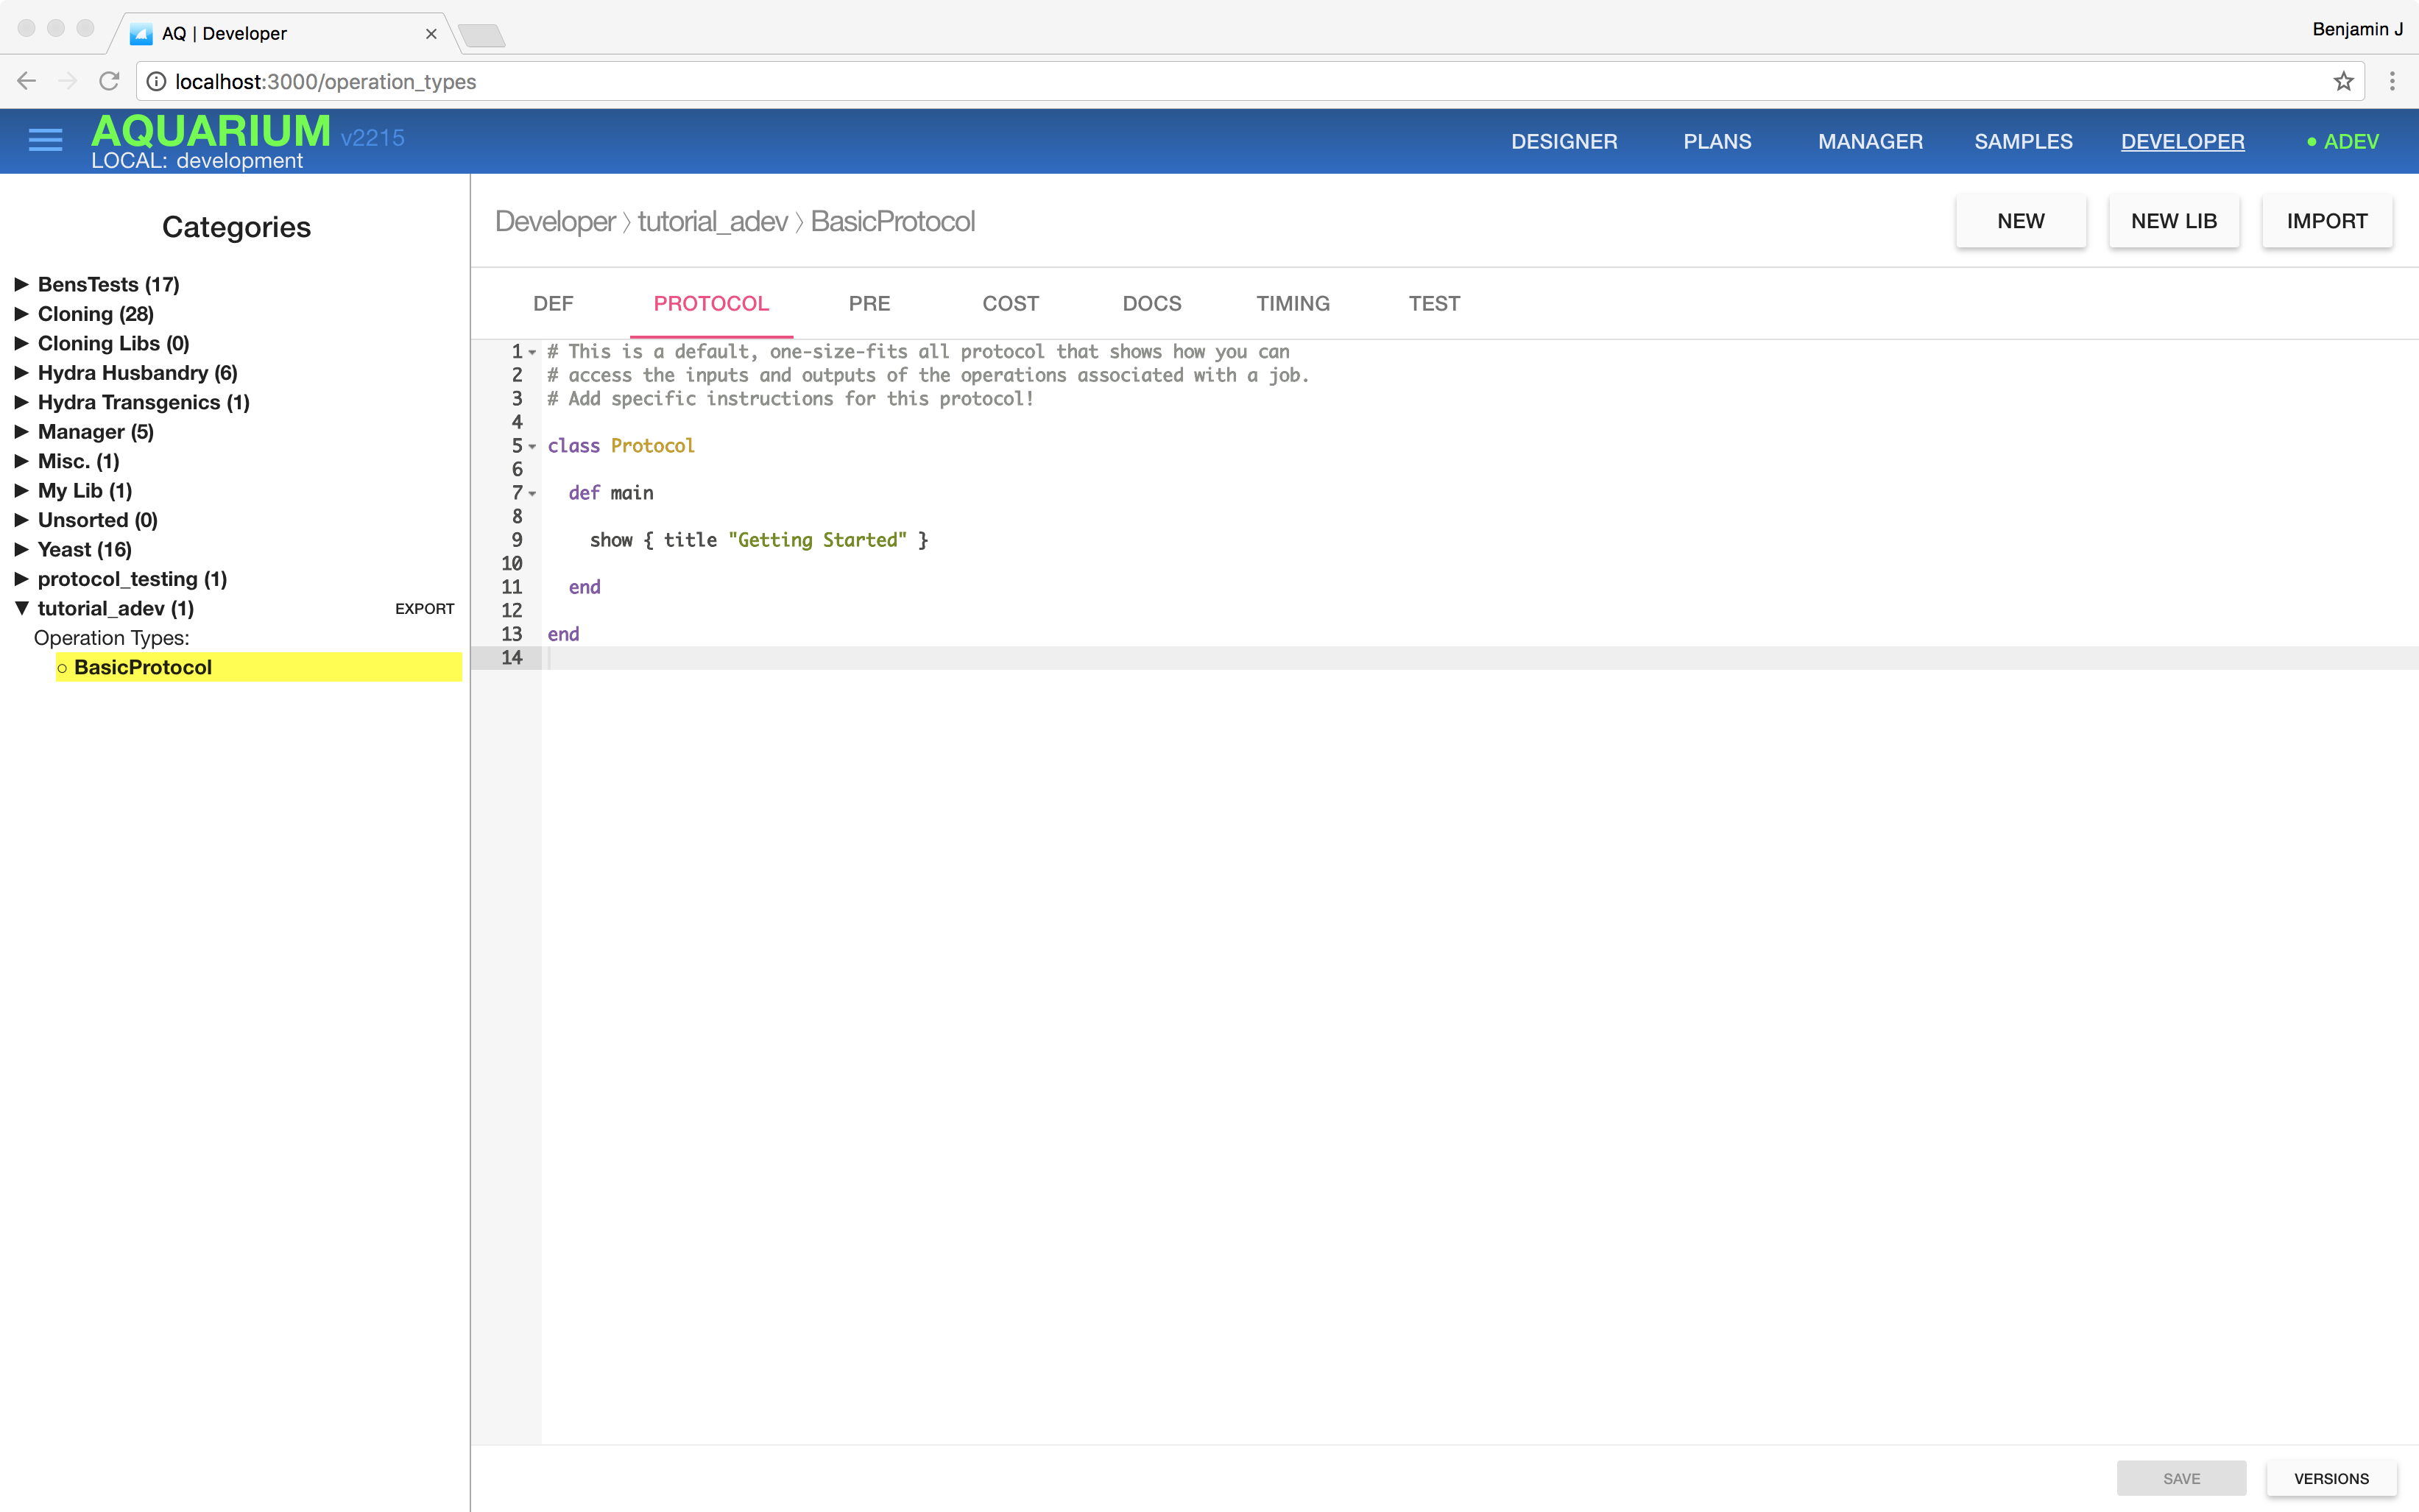 AQ | Developer
Benjamin J
localhost:3000/operation_types
AQUARIUM v2215
LOCAL: development
DESIGNER PLANS MANAGER SAMPLES DEVELOPER ADEV
Categories
BensTests (17)
Cloning (28)
Cloning Libs (0)
Hydra Husbandry (6)
Hydra Transgenics (1)
Manager (5)
Misc. (1)
My Lib (1)
Unsorted (0)
Yeast (16)
protocol_testing (1)
tutorial_adev (1) EXPORT
Operation Types:
BasicProtocol
Developer 〉tutorial_adev 〉BasicProtocol
NEW NEW LIB IMPORT
DEF PROTOCOL PRE COST DOCS TIMING TEST
1 # This is a default, one-size-fits all protocol that shows how you can
2 # access the inputs and outputs of the operations associated with a job.
3 # Add specific instructions for this protocol!
4
5 class Protocol
6
7   def main
8
9     show { title "Getting Started" }
10
11   end
12
13 end
14
SAVE VERSIONS